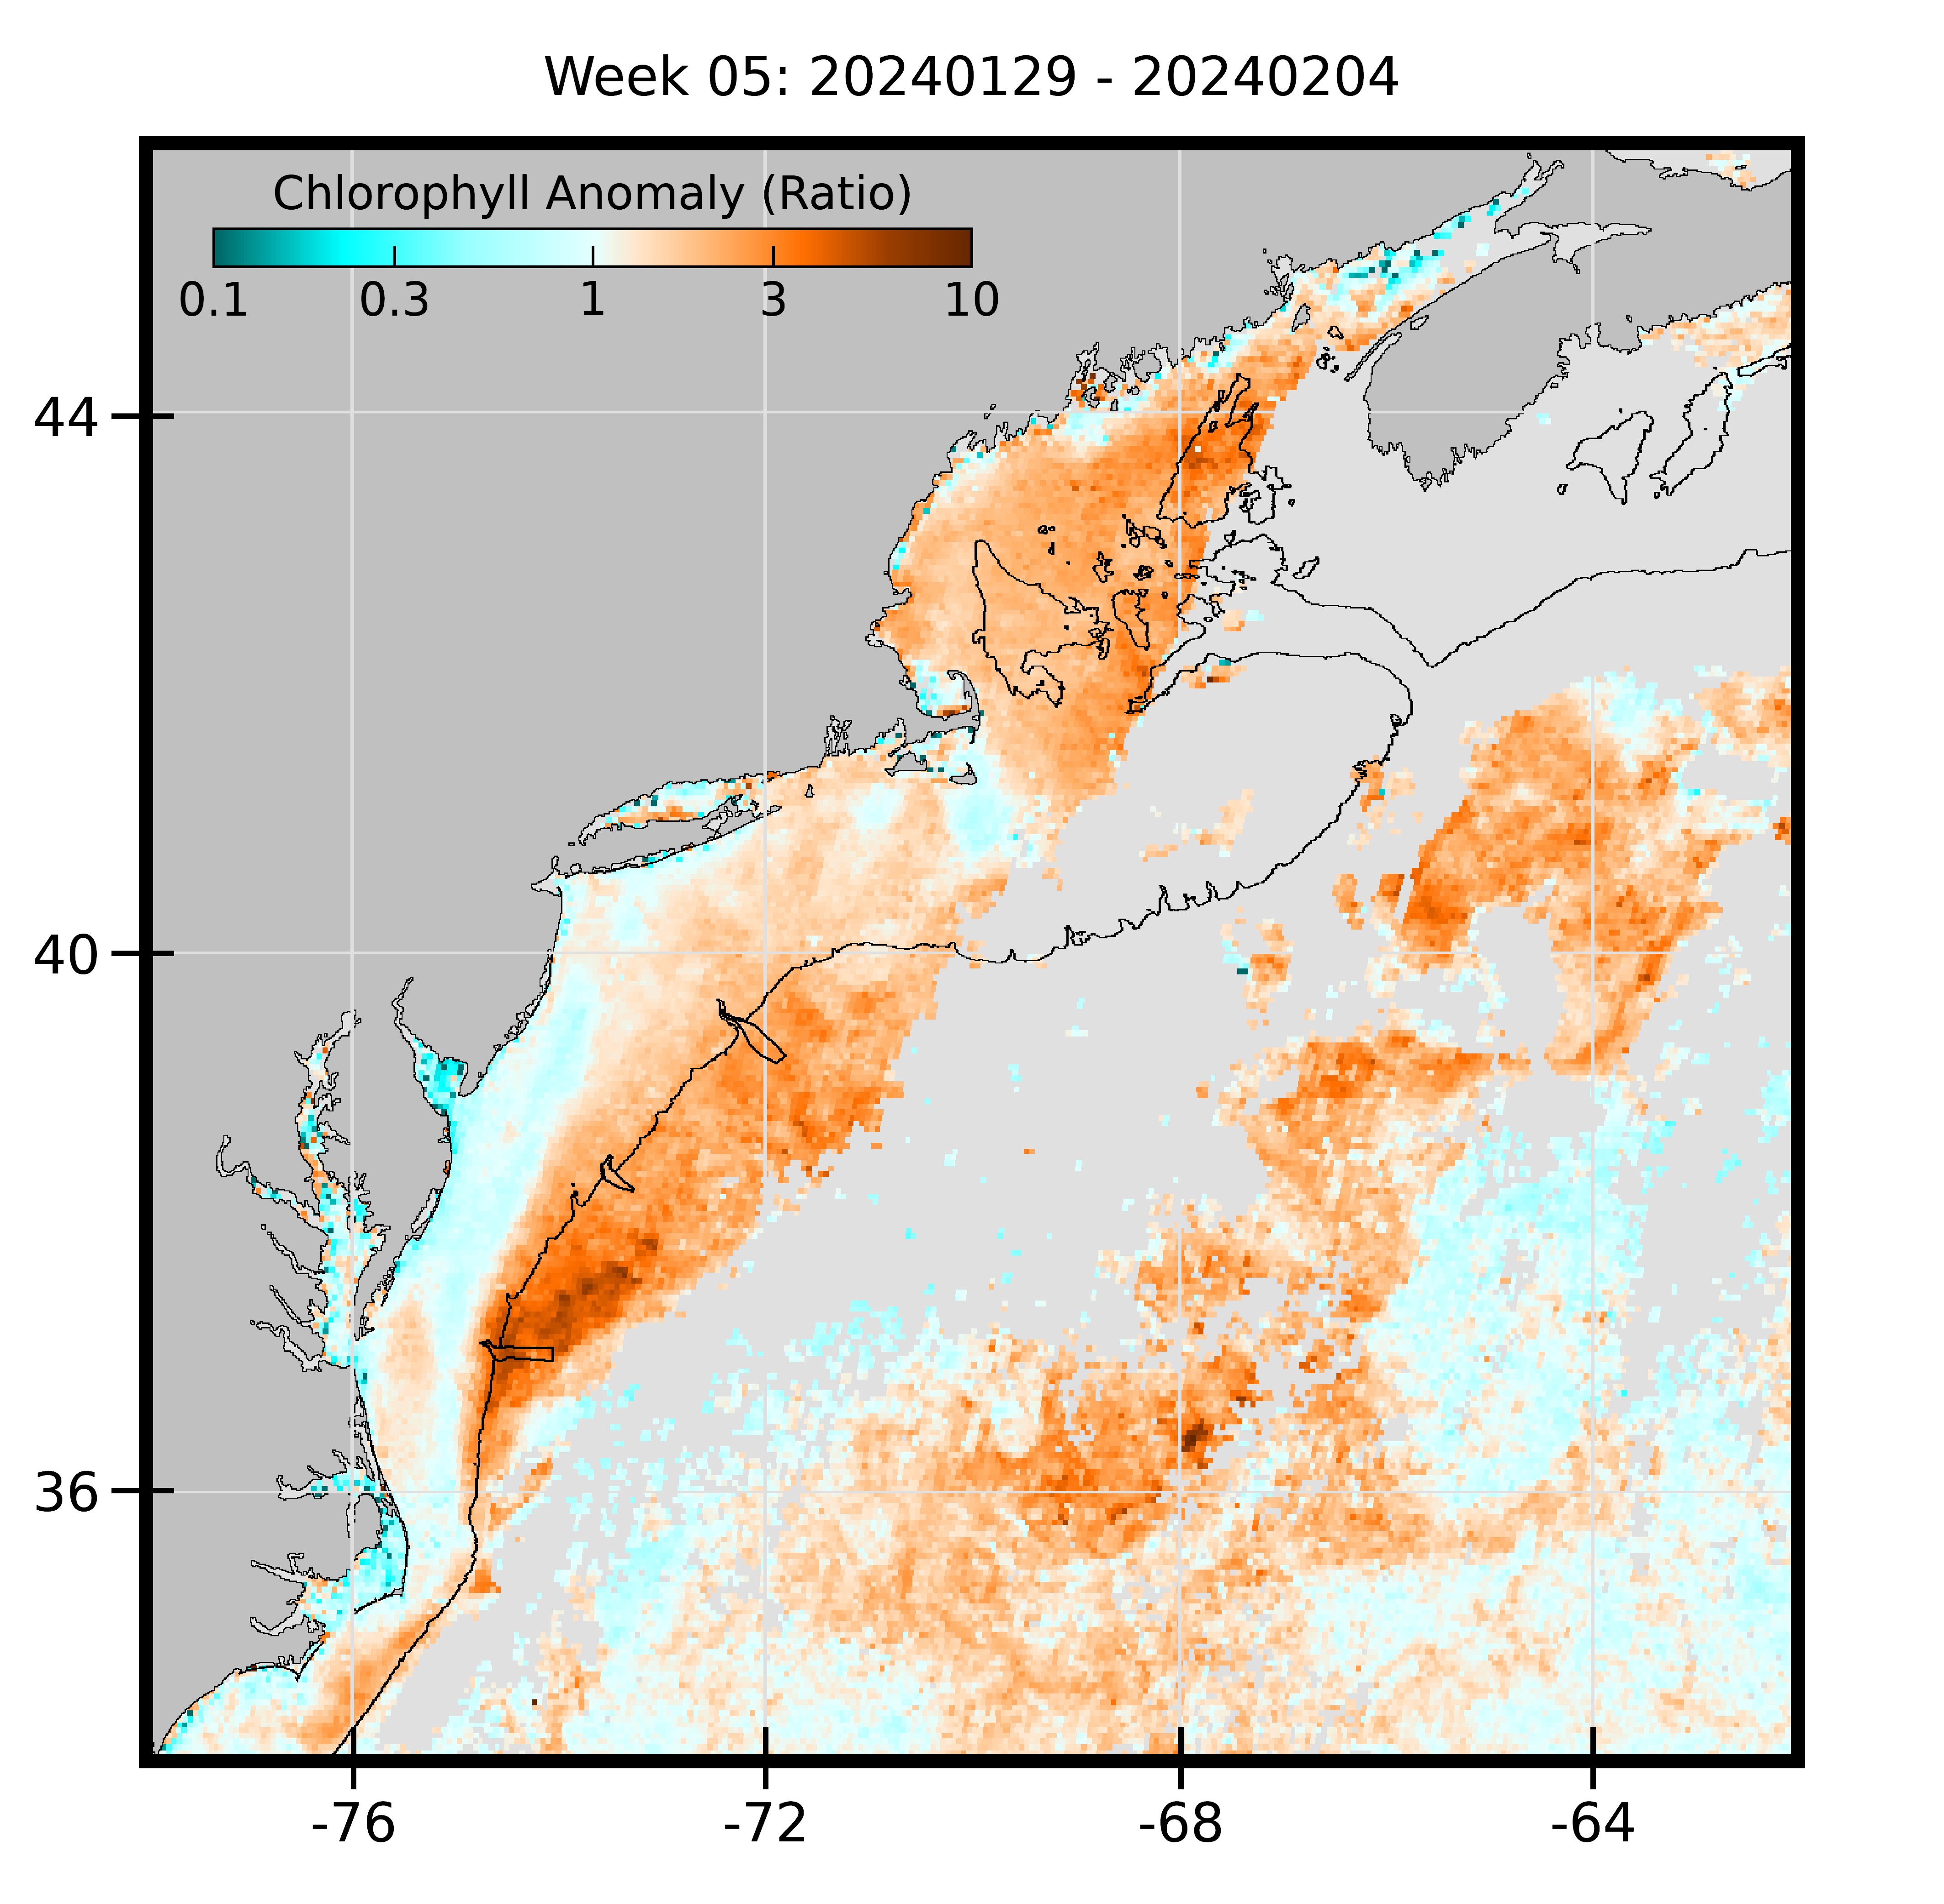 Week 05: 20240129 - 20240204
Chlorophyll Anomaly (Ratio)
0.1 0.3 1 3 10
44
40
36
-76 -72 -68 -64